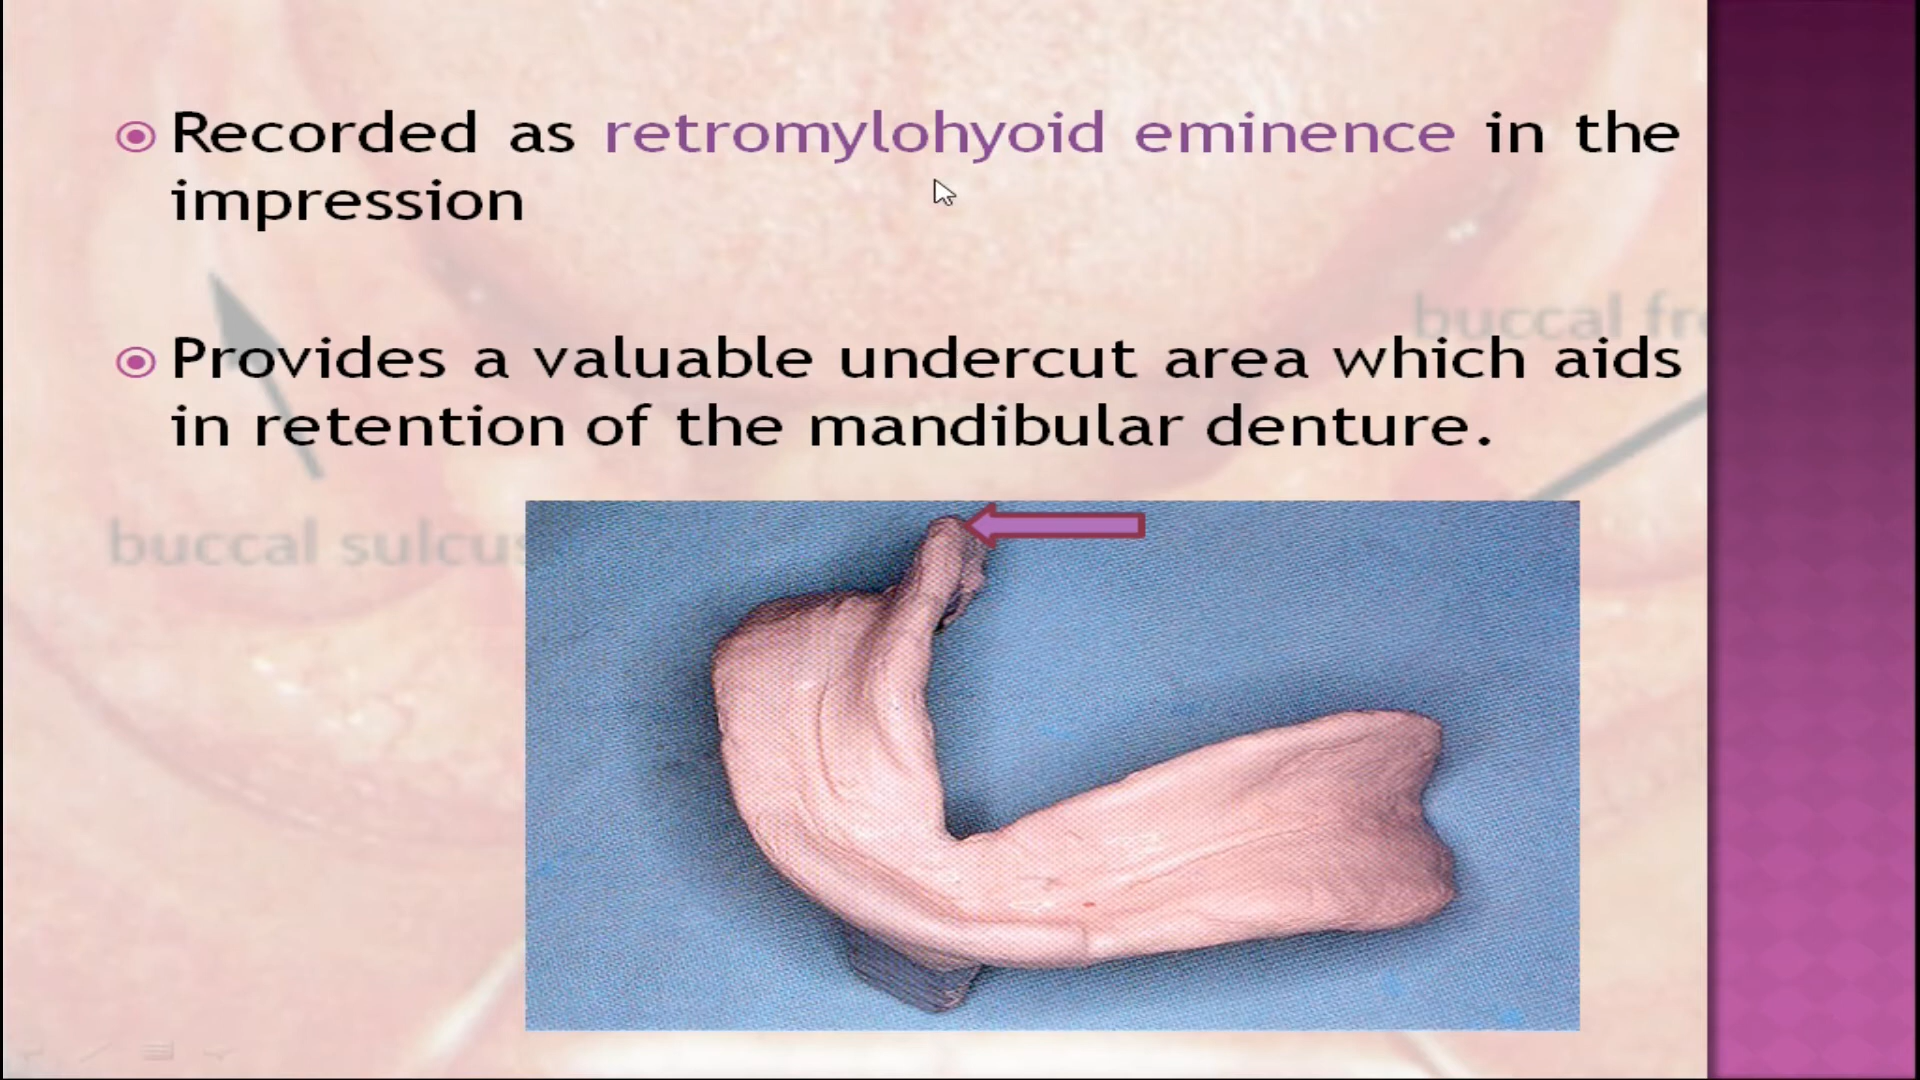 Recorded as retromylohyoid eminence in the
impression
buccal fre
Provides a valuable undercut area which aids
in retention of the mandibular denture.
buccal sulcus